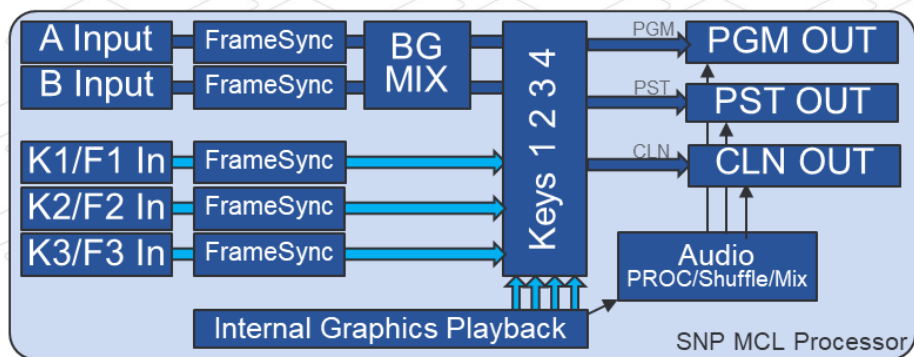 A Input
FrameSync
BG
MIX
PGM
PGM OUT
B Input
FrameSync
PST
PST OUT
Keys 1 2 3 4
K1/F1 In
FrameSync
CLN
CLN OUT
K2/F2 In
FrameSync
K3/F3 In
FrameSync
Audio
PROC/Shuffle/Mix
Internal Graphics Playback
SNP MCL Processor